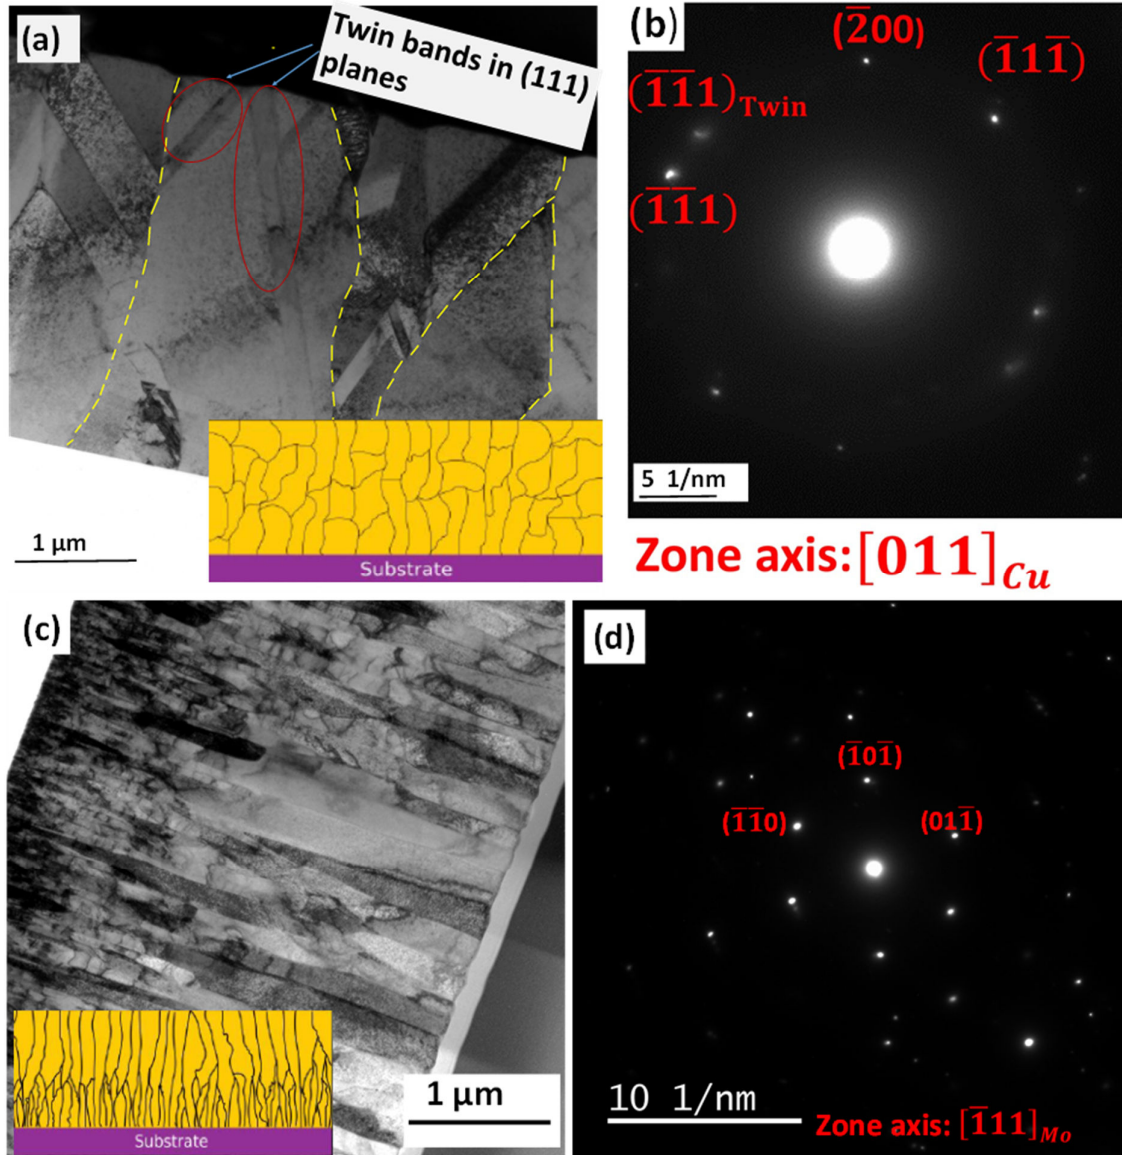 (a)
Twin bands in (111)
planes
1 μm
Substrate
(b)
(2̅00)
(1̅11̅)
(1̅1̅1)Twin
(1̅1̅1)
5 1/nm
Zone axis: [011]Cu
(c)
1 μm
Substrate
(d)
(1̅01̅)
(1̅1̅0)
(011̅)
10 1/nm
Zone axis: [1̅11]Mo